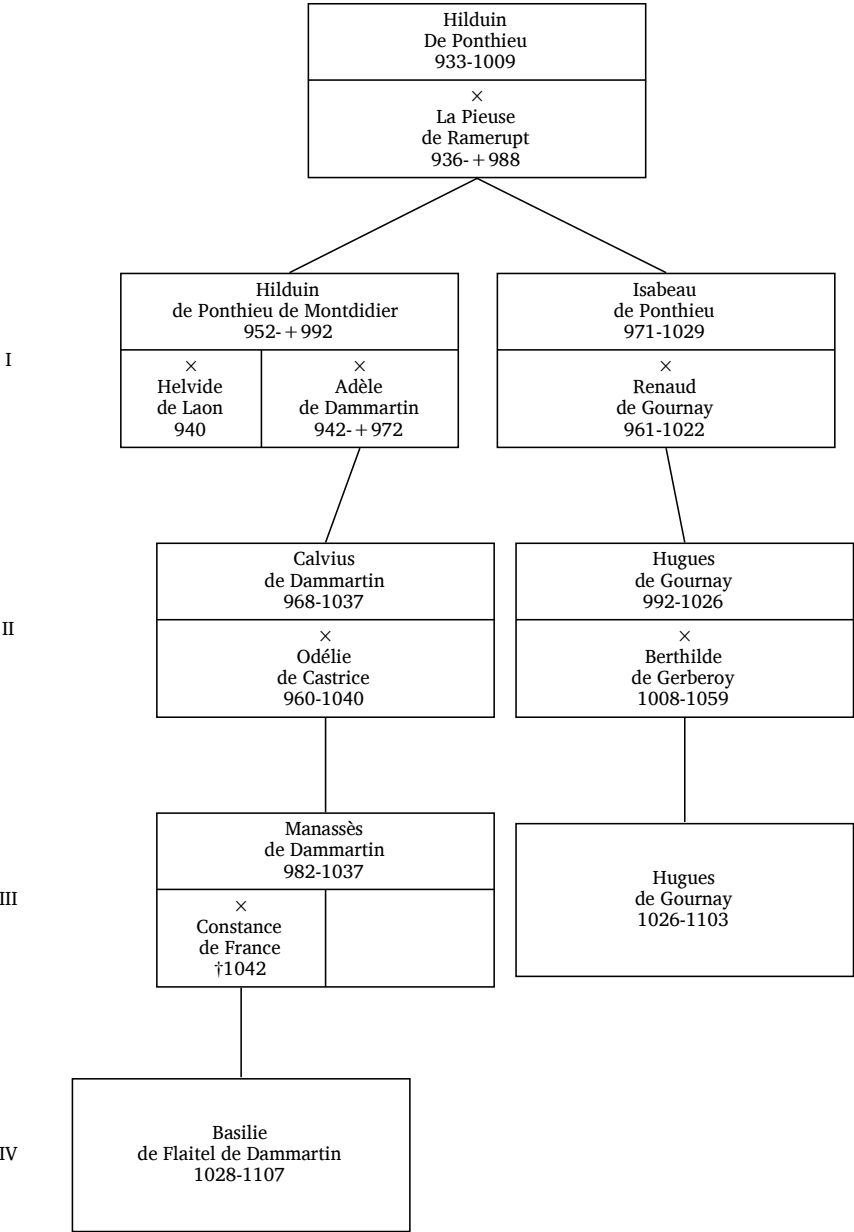 Hilduin
De Ponthieu
933-1009
×
La Pieuse
de Ramerupt
936-+988
I
Hilduin
de Ponthieu de Montdidier
952-+992
×
Helvide
de Laon
940
×
Adèle
de Dammartin
942-+972
Isabeau
de Ponthieu
971-1029
×
Renaud
de Gournay
961-1022
II
Calvius
de Dammartin
968-1037
×
Odélie
de Castrice
960-1040
Hugues
de Gournay
992-1026
×
Berthilde
de Gerberoy
1008-1059
III
Manassès
de Dammartin
982-1037
×
Constance
de France
†1042
Hugues
de Gournay
1026-1103
IV
Basilie
de Flaitel de Dammartin
1028-1107